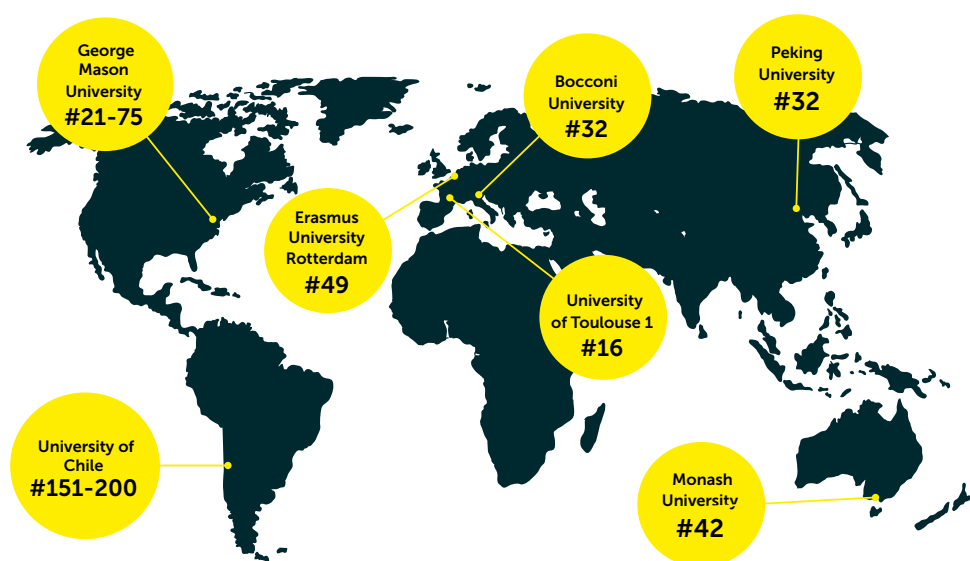 George
Mason
University
#21-75
Bocconi
University
#32
Peking
University
#32
Erasmus
University
Rotterdam
#49
University
of Toulouse 1
#16
University of
Chile
#151-200
Monash
University
#42